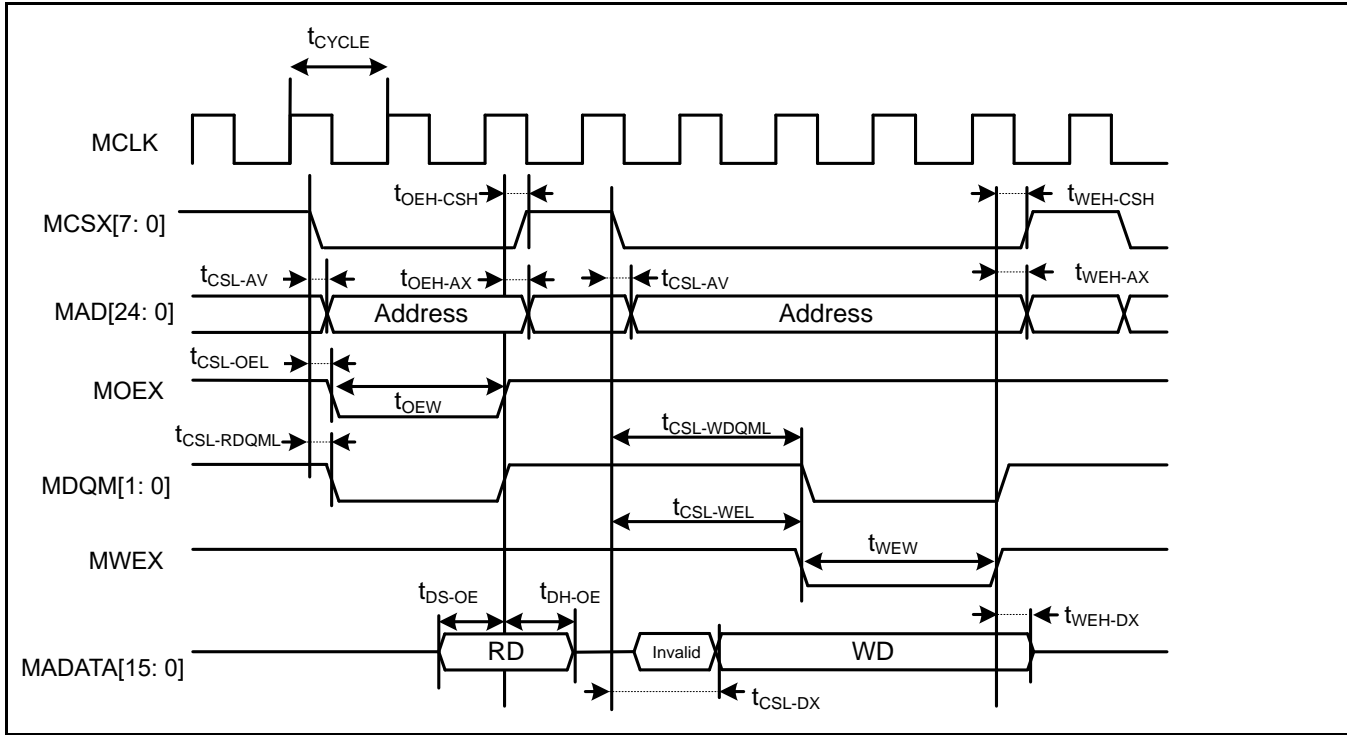 tCYCLE
MCLK
tOEH-CSH
tWEH-CSH
MCSX[7: 0]
tCSL-AV
tOEH-AX
tCSL-AV
tWEH-AX
MAD[24: 0]
Address
Address
tCSL-OEL
MOEX
tOEW
tCSL-RDQML
tCSL-WDQML
MDQM[1: 0]
tCSL-WEL
MWEX
tWEW
tDS-OE
tDH-OE
tWEH-DX
MADATA[15: 0]
RD
Invalid
WD
tCSL-DX